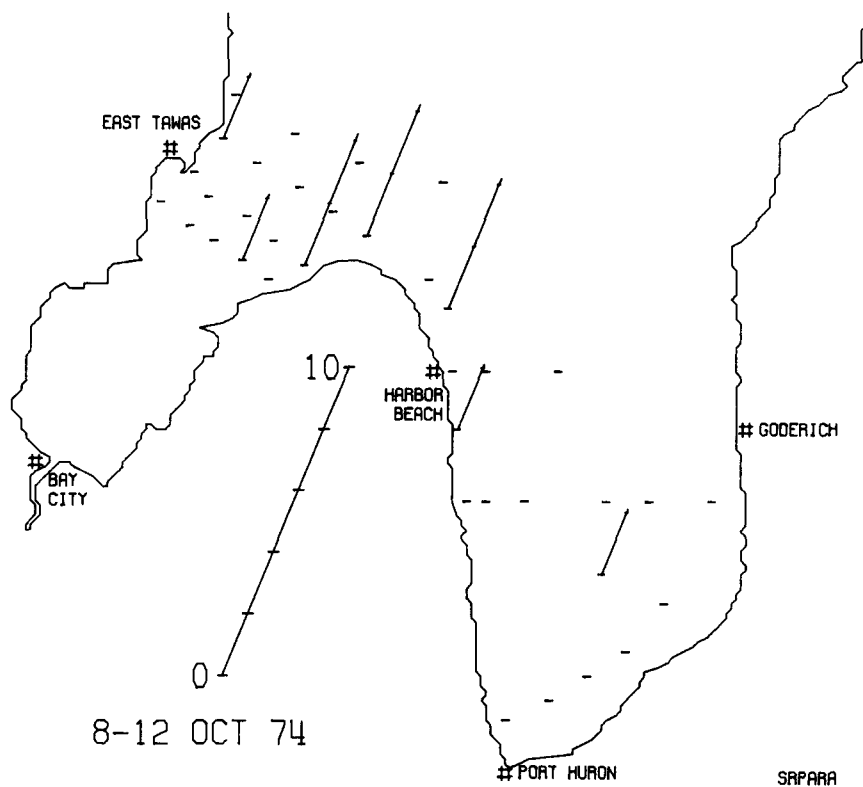 EAST TAWAS
10
HARBOR
BEACH
GODERICH
BAY
CITY
0
8-12 OCT 74
PORT HURON
SRPARA